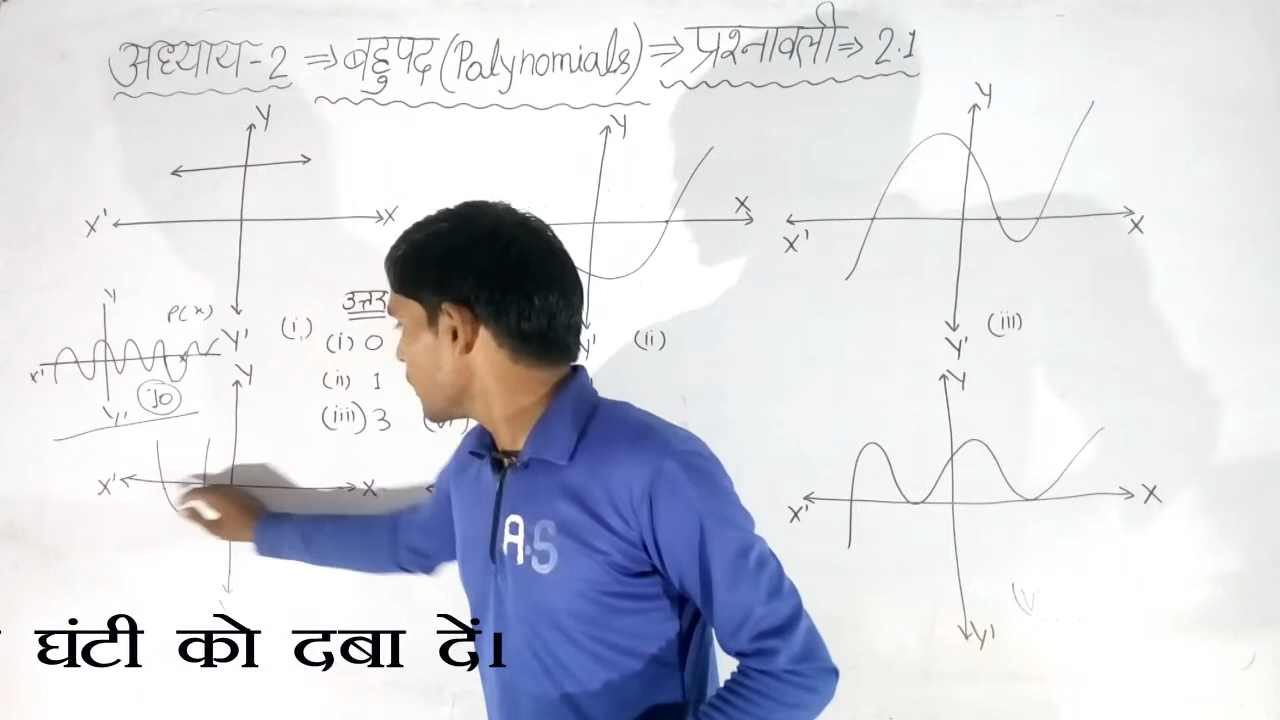 अध्याय-2 ⇒ बहुपद (Polynomials) ⇒ प्रश्नावली ⇒ 2.1
Y
X' X
Y'
(i)
Y
X
Y'
(ii)
Y
X' X
Y'
(iii)
Y P(x)
X'
Y'
उत्तर
(i) 0
(ii) 1
(iii) 3
Y
X' X
Y
X' X
Y'
A.S
घंटी को दबा दें।